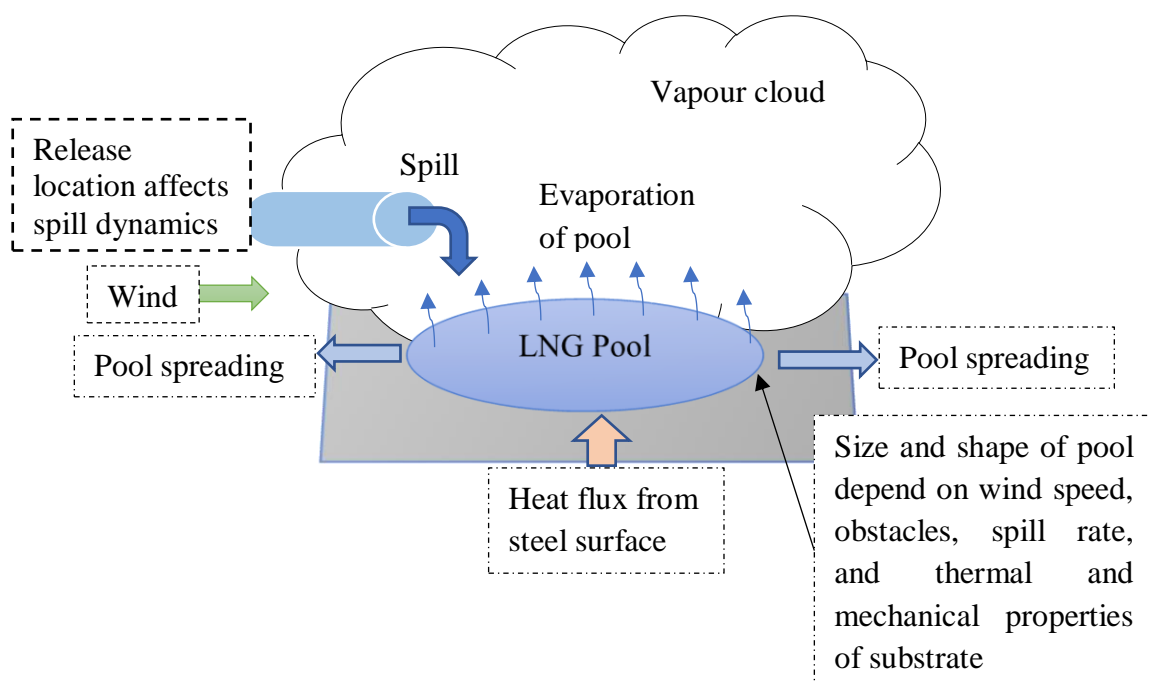 Vapour cloud
Release
location affects
spill dynamics
Spill
Evaporation
of pool
Wind
Pool spreading
LNG Pool
Pool spreading
Heat flux from
steel surface
Size and shape of pool
depend on wind speed,
obstacles, spill rate,
and thermal and
mechanical properties
of substrate